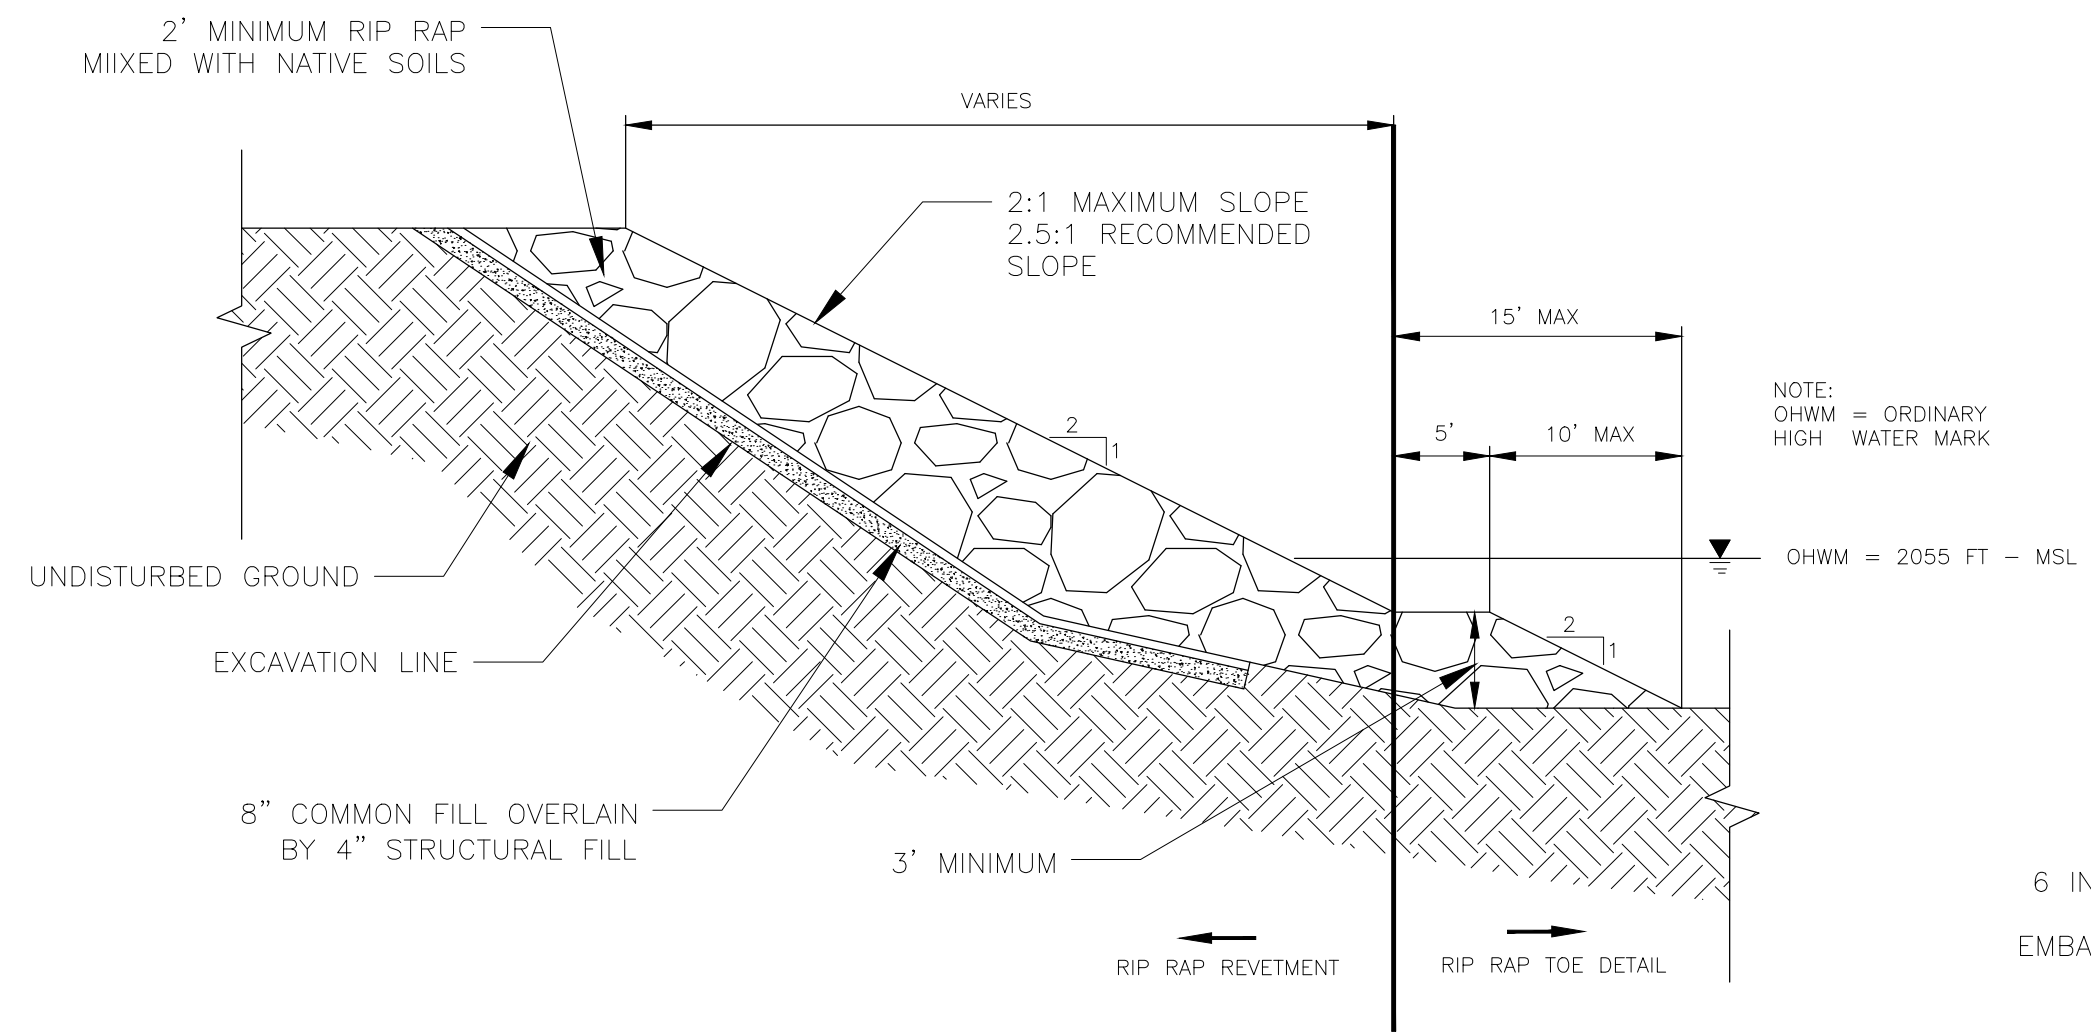 2' MINIMUM RIP RAP
MIIXED WITH NATIVE SOILS
VARIES
2:1 MAXIMUM SLOPE
2.5:1 RECOMMENDED
SLOPE
15' MAX
NOTE:
OHWM = ORDINARY
HIGH WATER MARK
5'
10' MAX
2
1
OHWM = 2055 FT - MSL
UNDISTURBED GROUND
2
1
EXCAVATION LINE
8" COMMON FILL OVERLAIN
BY 4" STRUCTURAL FILL
3' MINIMUM
6 IN
EMBA
RIP RAP REVETMENT
RIP RAP TOE DETAIL